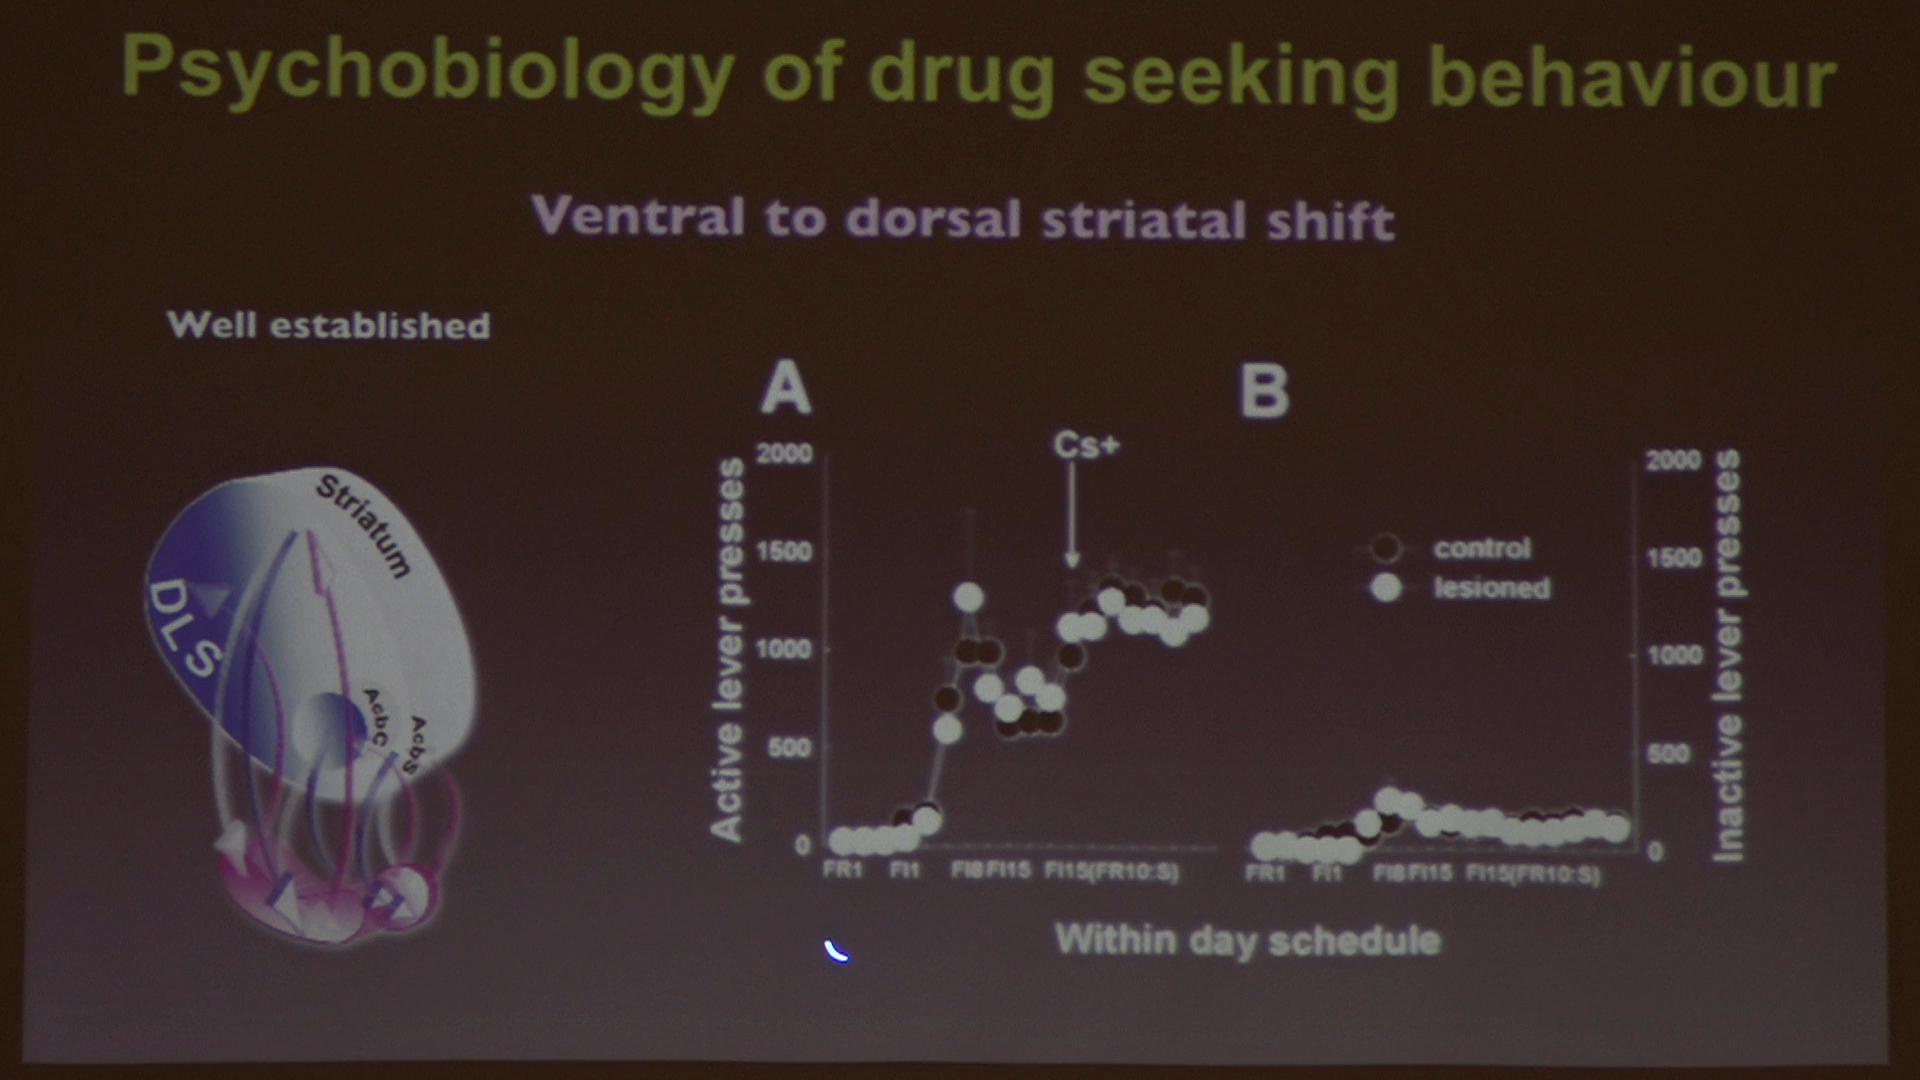 Psychobiology of drug seeking behaviour
Ventral to dorsal striatal shift
Well established
Striatum
DLS
AcbC
AcbS
A
Active lever presses
2000
1500
1000
500
0
Cs+
FR1 FI1 FI8 FI15 FI15(FR10:S)
B
control
lesioned
2000
1500
1000
500
0
Inactive lever presses
FR1 FI1 FI8 FI15 FI15(FR10:S)
Within day schedule